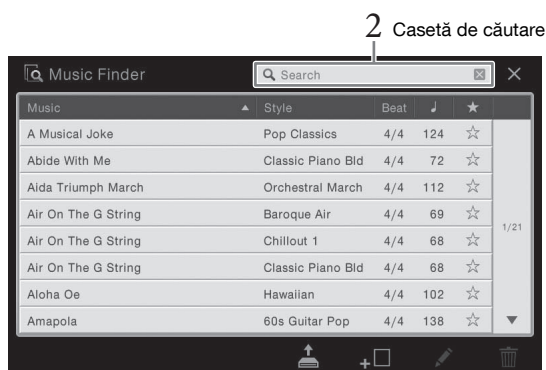 2 Casetă de căutare
Music Finder Search
Music Style Beat ♩ ★
A Musical Joke Pop Classics 4/4 124 ☆
Abide With Me Classic Piano Bld 4/4 72 ☆
Aida Triumph March Orchestral March 4/4 112 ☆
Air On The G String Baroque Air 4/4 69 ☆
Air On The G String Chillout 1 4/4 68 ☆
Air On The G String Classic Piano Bld 4/4 68 ☆
Aloha Oe Hawaiian 4/4 102 ☆
Amapola 60s Guitar Pop 4/4 138 ☆
1/21